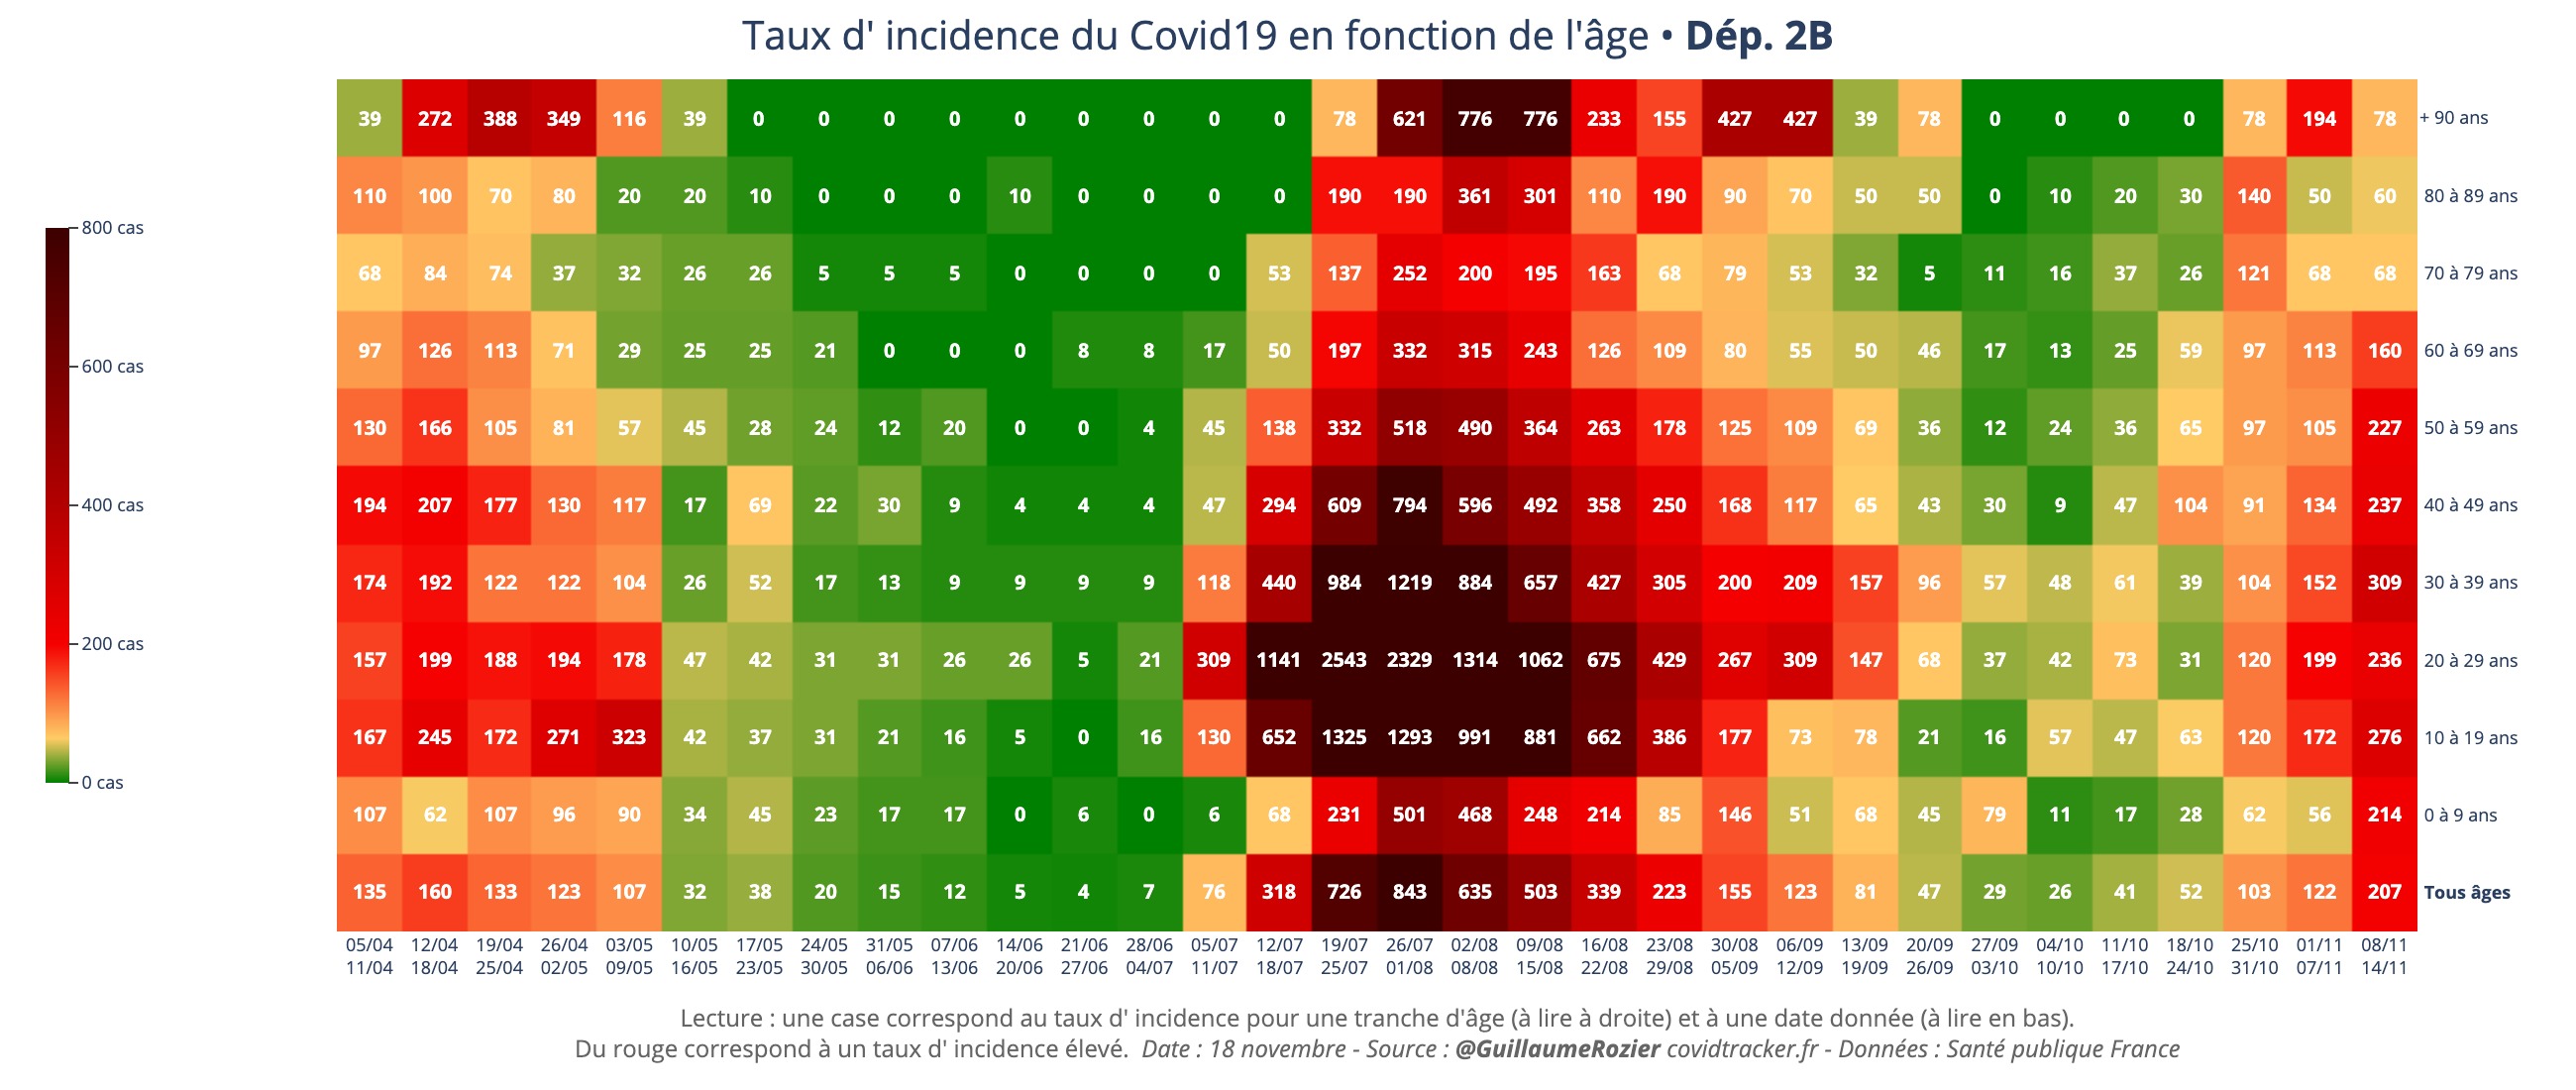 Taux d' incidence du Covid19 en fonction de l'âge • Dép. 2B
39 272 388 349 116 39 0 0 0 0 0 0 0 0 0 78 621 776 776 233 155 427 427 39 78 0 0 0 0 78 194 78 + 90 ans
110 100 70 80 20 20 10 0 0 0 10 0 0 0 0 190 190 361 301 110 190 90 70 50 50 0 10 20 30 140 50 60 80 à 89 ans
800 cas
68 84 74 37 32 26 26 5 5 5 0 0 0 0 53 137 252 200 195 163 68 79 53 32 5 11 16 37 26 121 68 68 70 à 79 ans
97 126 113 71 29 25 25 21 0 0 0 8 8 17 50 197 332 315 243 126 109 80 55 50 46 17 13 25 59 97 113 160 60 à 69 ans
600 cas
130 166 105 81 57 45 28 24 12 20 0 0 4 45 138 332 518 490 364 263 178 125 109 69 36 12 24 36 65 97 105 227 50 à 59 ans
400 cas
194 207 177 130 117 17 69 22 30 9 4 4 4 47 294 609 794 596 492 358 250 168 117 65 43 30 9 47 104 91 134 237 40 à 49 ans
174 192 122 122 104 26 52 17 13 9 9 9 9 118 440 984 1219 884 657 427 305 200 209 157 96 57 48 61 39 104 152 309 30 à 39 ans
200 cas
157 199 188 194 178 47 42 31 31 26 26 5 21 309 1141 2543 2329 1314 1062 675 429 267 309 147 68 37 42 73 31 120 199 236 20 à 29 ans
167 245 172 271 323 42 37 31 21 16 5 0 16 130 652 1325 1293 991 881 662 386 177 73 78 21 16 57 47 63 120 172 276 10 à 19 ans
0 cas
107 62 107 96 90 34 45 23 17 17 0 6 0 6 68 231 501 468 248 214 85 146 51 68 45 79 11 17 28 62 56 214 0 à 9 ans
135 160 133 123 107 32 38 20 15 12 5 4 7 76 318 726 843 635 503 339 223 155 123 81 47 29 26 41 52 103 122 207 Tous âges
05/04 12/04 19/04 26/04 03/05 10/05 17/05 24/05 31/05 07/06 14/06 21/06 28/06 05/07 12/07 19/07 26/07 02/08 09/08 16/08 23/08 30/08 06/09 13/09 20/09 27/09 04/10 11/10 18/10 25/10 01/11 08/11
11/04 18/04 25/04 02/05 09/05 16/05 23/05 30/05 06/06 13/06 20/06 27/06 04/07 11/07 18/07 25/07 01/08 08/08 15/08 22/08 29/08 05/09 12/09 19/09 26/09 03/10 10/10 17/10 24/10 31/10 07/11 14/11
Lecture : une case correspond au taux d' incidence pour une tranche d'âge (à lire à droite) et à une date donnée (à lire en bas).
Du rouge correspond à un taux d' incidence élevé. Date : 18 novembre - Source : @GuillaumeRozier covidtracker.fr - Données : Santé publique France